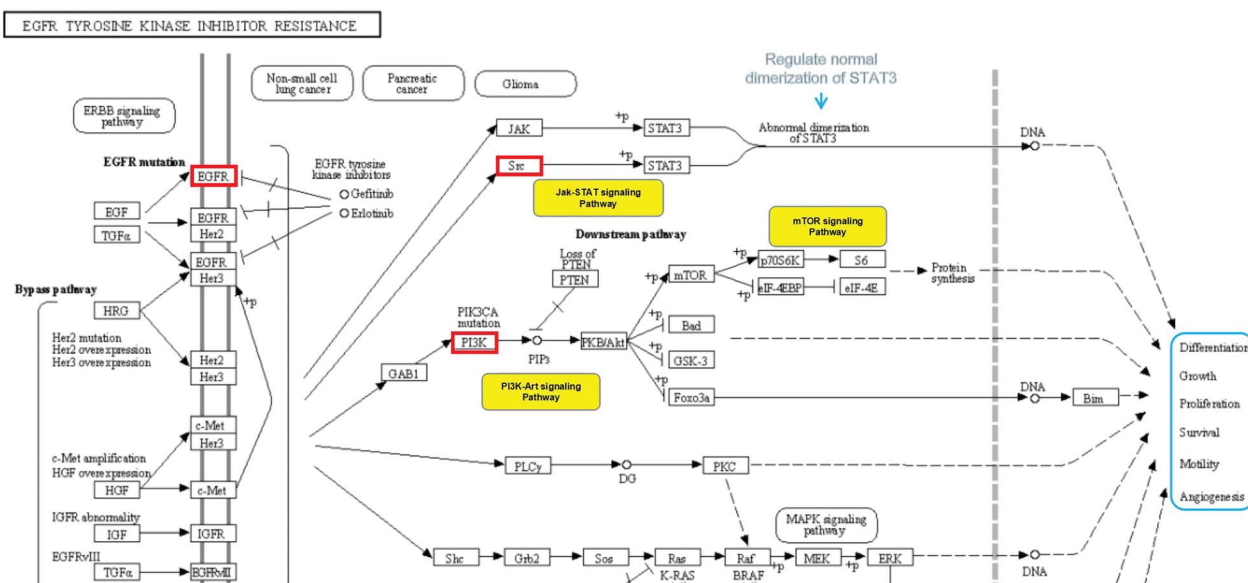 EGFR TYROSINE KINASE INHIBITOR RESISTANCE
Regulate normal
dimerization of STAT3
Non-small cell
lung cancer
Pancreatic
cancer
Glioma
ERBB signaling
pathway
EGFR mutation
EGFR
EGFR tyrosine
kinase inhibitors
Gefitinib
Erlotinib
EGF
TGFα
EGFR
Her2
EGFR
Her3
+p
Bypass pathway
HRG
Her2 mutation
Her2 overexpression
Her3 overexpression
Her2
Her3
c-Met
Her3
c-Met amplification
HGF overexpression
HGF
c-Met
IGFR abnormality
IGF
IGFR
EGFRvIII
TGFα
EGFRvIII
JAK
+p
STAT3
Src
+p
STAT3
Abnormal dimerization
of STAT3
DNA
Jak-STAT signaling
Pathway
Downstream pathway
mTOR signaling
Pathway
Loss of
PTEN
PTEN
+p
mTOR
+p
p70S6K
S6
+p
eIF-4EBP
eIF-4E
Protein
synthesis
PIK3CA
mutation
PI3K
PIP3
PKB/Akt
+p
Bad
+p
GSK-3
+p
Foxo3a
DNA
Bim
GAB1
PI3K-Art signaling
Pathway
PLCγ
DG
PKC
MAPK signaling
pathway
Shc
Grb2
Sos
Ras
K-RAS
Raf
BRAF
+p
MEK
+p
ERK
DNA
Differentiation
Growth
Proliferation
Survival
Motility
Angiogenesis